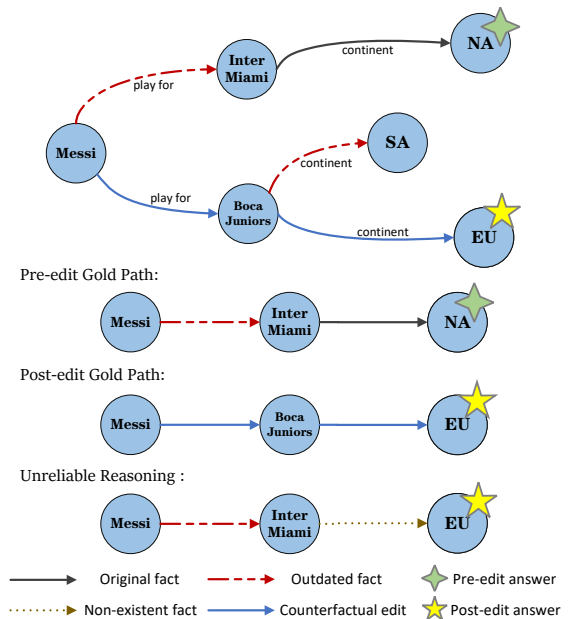 NA
continent
Inter
Miami
play for
Messi
SA
continent
play for
Boca
Juniors
continent
EU
Pre-edit Gold Path:
Messi
Inter
Miami
NA
Post-edit Gold Path:
Messi
Boca
Juniors
EU
Unreliable Reasoning :
Messi
Inter
Miami
EU
Original fact Outdated fact Pre-edit answer
Non-existent fact Counterfactual edit Post-edit answer